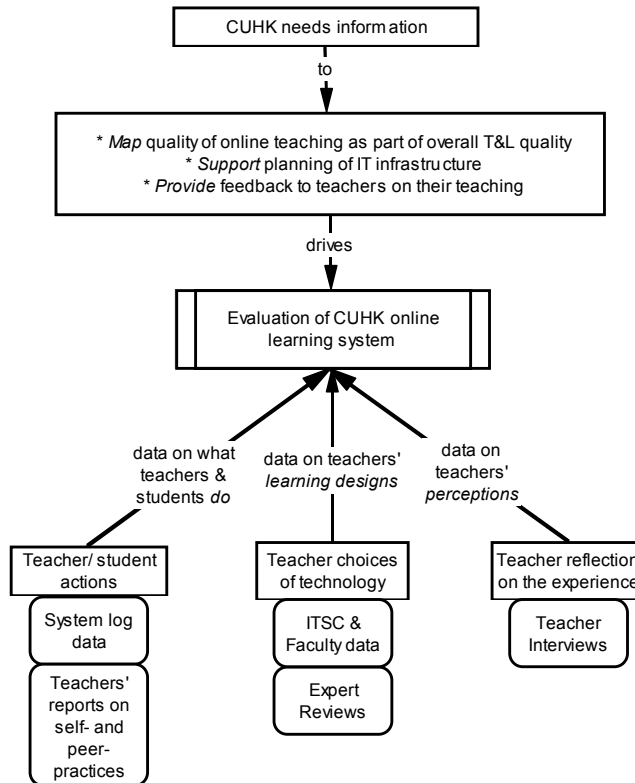 CUHK needs information
to
* Map quality of online teaching as part of overall T&L quality
* Support planning of IT infrastructure
* Provide feedback to teachers on their teaching
drives
Evaluation of CUHK online
learning system
data on what
teachers &
students do
data on teachers'
learning designs
data on
teachers'
perceptions
Teacher/ student
actions
System log
data
Teachers'
reports on
self- and
peer-
practices
Teacher choices
of technology
ITSC &
Faculty data
Expert
Reviews
Teacher reflection
on the experience
Teacher
Interviews